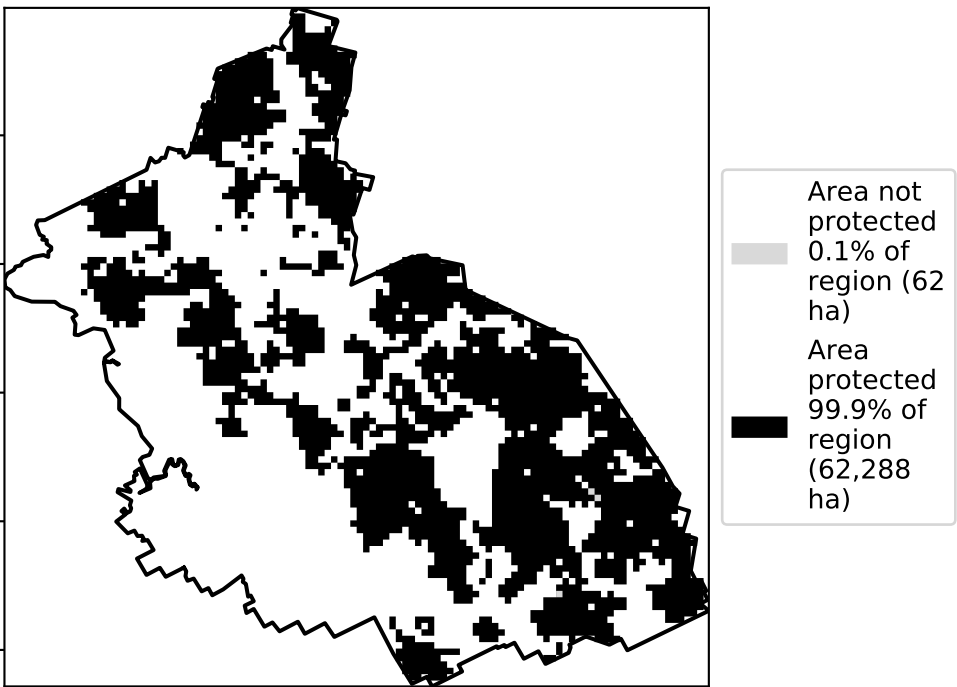 Area not
protected
0.1% of
region (62
ha)
Area
protected
99.9% of
region
(62,288
ha)